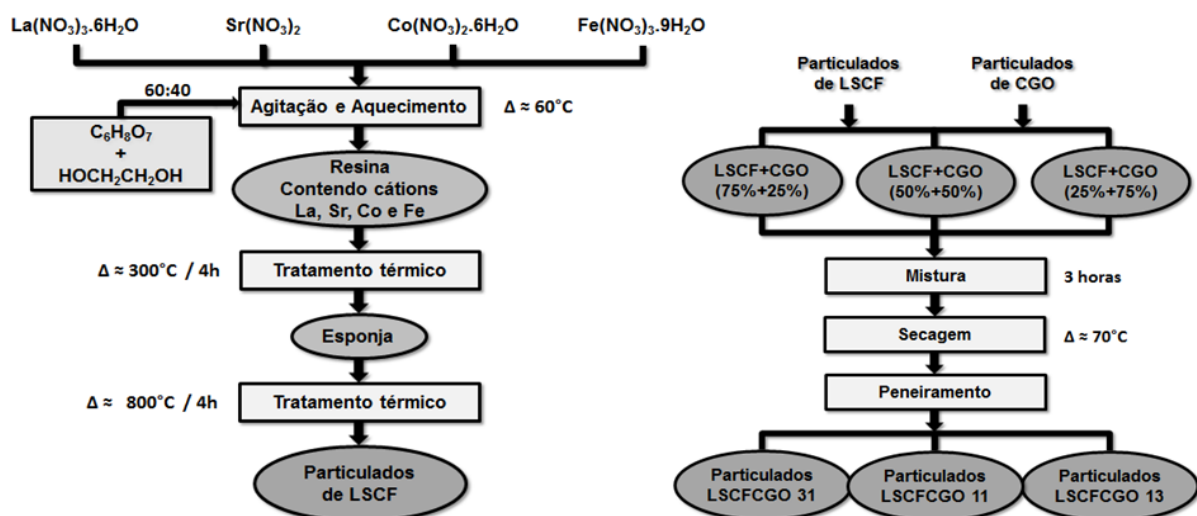 La(NO₃)₃.6H₂O
Sr(NO₃)₂
Co(NO₃)₂.6H₂O
Fe(NO₃)₃.9H₂O
60:40
Agitação e Aquecimento
Δ ≈ 60°C
C₆H₈O₇
+
HOCH₂CH₂OH
Resina
Contendo cátions
La, Sr, Co e Fe
Δ ≈ 300°C / 4h
Tratamento térmico
Esponja
Δ ≈ 800°C / 4h
Tratamento térmico
Particulados
de LSCF
Particulados
de LSCF
Particulados
de CGO
LSCF+CGO
(75%+25%)
LSCF+CGO
(50%+50%)
LSCF+CGO
(25%+75%)
Mistura
3 horas
Secagem
Δ ≈ 70°C
Peneiramento
Particulados
LSCFCGO 31
Particulados
LSCFCGO 11
Particulados
LSCFCGO 13